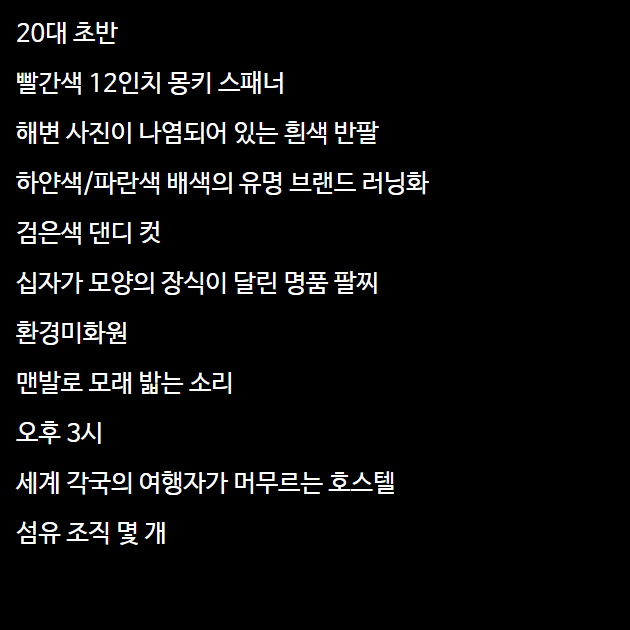 20대 초반
빨간색 12인치 몽키 스패너
해변 사진이 나염되어 있는 흰색 반팔
하얀색/파란색 배색의 유명 브랜드 러닝화
검은색 댄디 컷
십자가 모양의 장식이 달린 명품 팔찌
환경미화원
맨발로 모래 밟는 소리
오후 3시
세계 각국의 여행자가 머무르는 호스텔
섬유 조직 몇 개